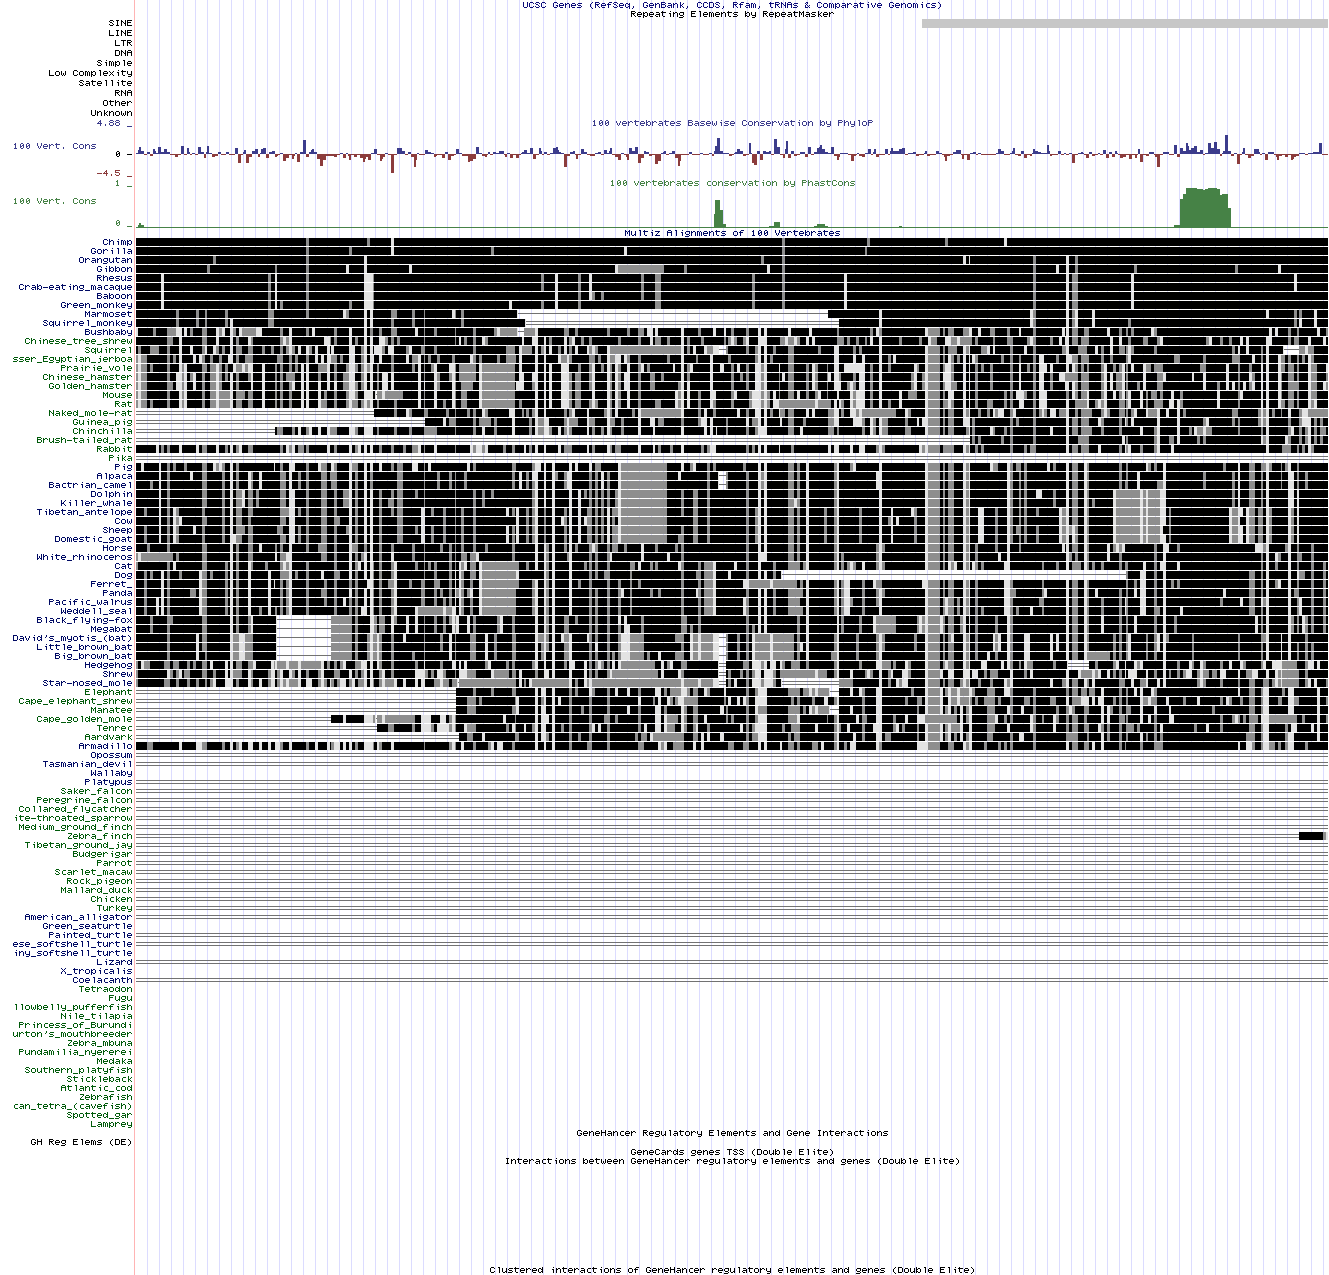 UCSC Genes (RefSeq, GenBank, CCDS, Rfam, tRNAs & Comparative Genomics)
Repeating Elements by RepeatMasker
SINE
LINE
LTR
DNA
Simple
Low Complexity
Satellite
RNA
Other
Unknown
4.88 _
100 vertebrates Basewise Conservation by PhyloP
100 Vert. Cons
0 _
-4.5 _
1 _
100 vertebrates conservation by PhastCons
100 Vert. Cons
0 _
Multiz Alignments of 100 Vertebrates
Chimp
Gorilla
Orangutan
Gibbon
Rhesus
Crab-eating_macaque
Baboon
Green_monkey
Marmoset
Squirrel_monkey
Bushbaby
Chinese_tree_shrew
Squirrel
sser_Egyptian_jerboa
Prairie_vole
Chinese_hamster
Golden_hamster
Mouse
Rat
Naked_mole-rat
Guinea_pig
Chinchilla
Brush-tailed_rat
Rabbit
Pika
Pig
Alpaca
Bactrian_camel
Dolphin
Killer_whale
Tibetan_antelope
Cow
Sheep
Domestic_goat
Horse
White_rhinoceros
Cat
Dog
Ferret_
Panda
Pacific_walrus
Weddell_seal
Black_flying-fox
Megabat
David's_myotis_(bat)
Little_brown_bat
Big_brown_bat
Hedgehog
Shrew
Star-nosed_mole
Elephant
Cape_elephant_shrew
Manatee
Cape_golden_mole
Tenrec
Aardvark
Armadillo
Opossum
Tasmanian_devil
Wallaby
Platypus
Saker_falcon
Peregrine_falcon
Collared_flycatcher
ite-throated_sparrow
Medium_ground_finch
Zebra_finch
Tibetan_ground_jay
Budgerigar
Parrot
Scarlet_macaw
Rock_pigeon
Mallard_duck
Chicken
Turkey
American_alligator
Green_seaturtle
Painted_turtle
ese_softshell_turtle
iny_softshell_turtle
Lizard
X_tropicalis
Coelacanth
Tetraodon
Fugu
llowbelly_pufferfish
Nile_tilapia
Princess_of_Burundi
urton's_mouthbreeder
Zebra_mbuna
Pundamilia_nyererei
Medaka
Southern_platyfish
Stickleback
Atlantic_cod
Zebrafish
can_tetra_(cavefish)
Spotted_gar
Lamprey
GeneHancer Regulatory Elements and Gene Interactions
GH Reg Elems (DE)
GeneCards genes TSS (Double Elite)
Interactions between GeneHancer regulatory elements and genes (Double Elite)
Clustered interactions of GeneHancer regulatory elements and genes (Double Elite)